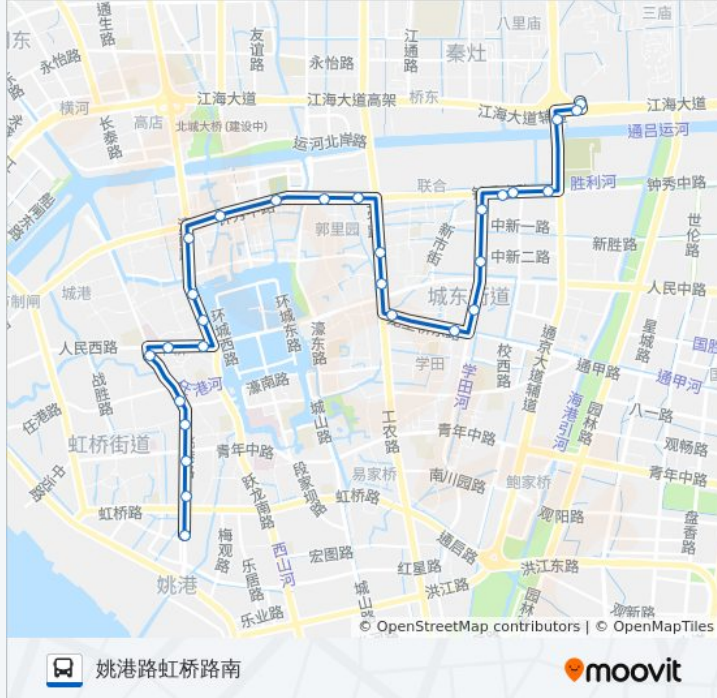 三庙
八里庙
通生路
友谊路
江通路
秦灶
永怡路
永怡路
江海大道
江海大道高架
桥东
江海大道
横河
高店
北城大桥(建设中)
长泰路
运河北岸路
通吕运河
联合
胜利河
钟秀中路
郭里园
中新一路
新市街
新胜路
世伦路
中新二路
城港
环城西路
环城东路
濠东路
城东街道
人民中路
人民西路
星城路
通京大道辅道
校西路
学田
学田河
通甲路
通甲河
濠南路
战胜路
任港路
城山路
工农路
海港引河
园林路
八一路
虹桥街道
青年中路
青年中路
观畅路
青年中路
易家桥
南川园路
鲍家桥
段家坝路
跃龙南路
虹桥路
虹桥路
观阳路
盘香路
梅观路
宏图路
通启路
西山河
红星路
洪江东路
姚港
乐居路
洪江路
城山路
园林
观新路
乐业路
© OpenStreetMap contributors | © OpenMapTiles
姚港路虹桥路南
moovit